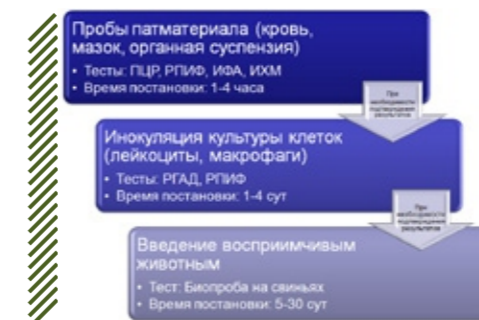 Пробы патматериала (кровь,
мазок, органная суспензия)
• Тесты: ПЦР, РПИФ, ИФА, ИХМ
• Время постановки: 1-4 часа
При
необходимости
подтверждения
результатов
Инокуляция культуры клеток
(лейкоциты, макрофаги)
• Тесты: РГАД, РПИФ
• Время постановки: 1-4 сут
При
необходимости
подтверждения
результатов
Введение восприимчивым
животным
• Тест: Биопроба на свиньях
• Время постановки: 5-30 сут